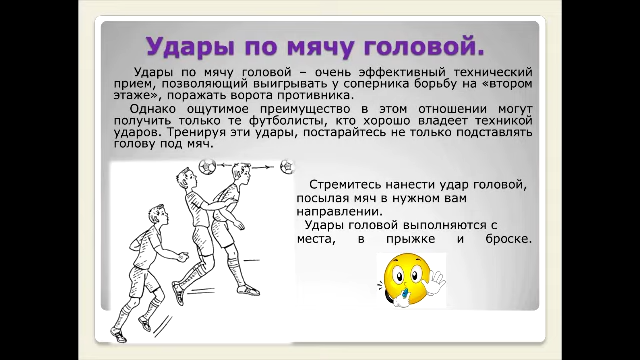 Удары по мячу головой.
Удары по мячу головой – очень эффективный технический
прием, позволяющий выигрывать у соперника борьбу на «втором
этаже», поражать ворота противника.
Однако ощутимое преимущество в этом отношении могут
получить только те футболисты, кто хорошо владеет техникой
ударов. Тренируя эти удары, постарайтесь не только подставлять
голову под мяч.
Стремитесь нанести удар головой,
посылая мяч в нужном вам
направлении.
Удары головой выполняются с
места, в прыжке и броске.